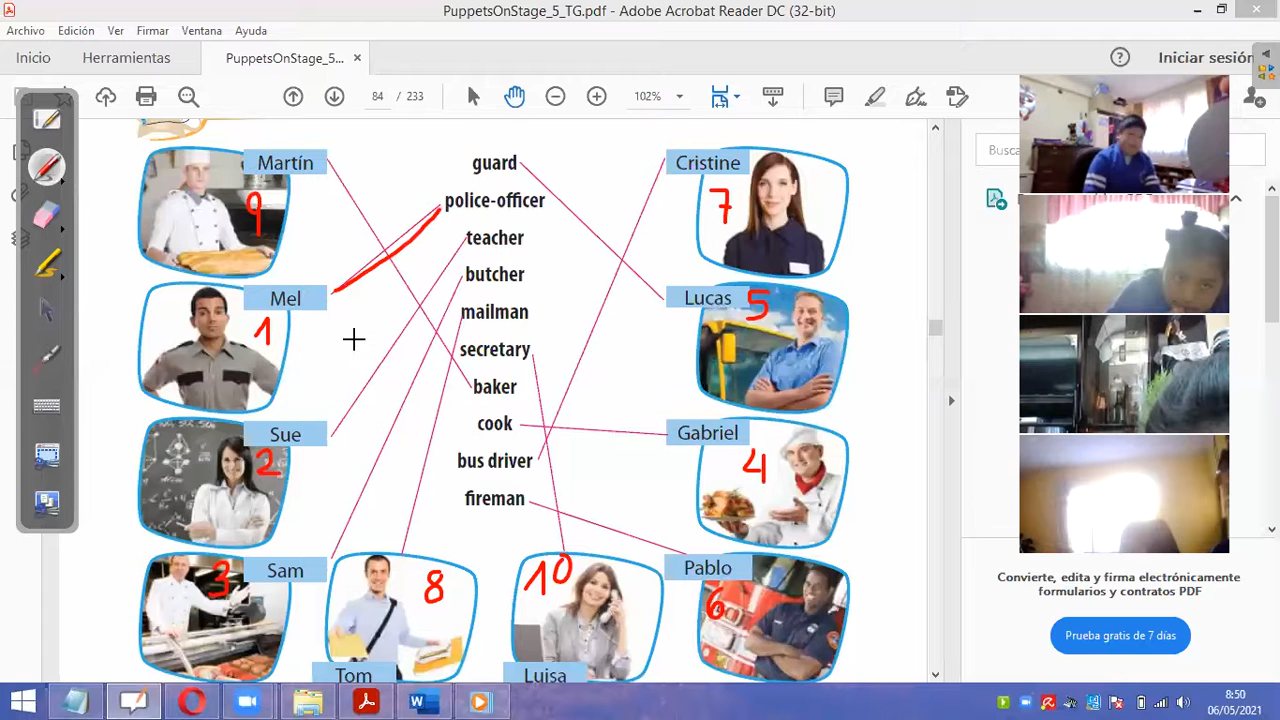 PuppetsOnStage_5_TG.pdf - Adobe Acrobat Reader DC (32-bit)
Archivo Edición Ver Firmar Ventana Ayuda
Inicio Herramientas PuppetsOnStage_5... × Iniciar sesión
84 / 233 102%
Busca
Martín
9
guard
police-officer
teacher
butcher
mailman
secretary
baker
cook
bus driver
fireman
Cristine
7
Mel
1
Lucas 5
Sue
2
Gabriel
4
Sam
3
Tom
8
Luisa
10
Pablo
6
Convierte, edita y firma electrónicamente
formularios y contratos PDF
Prueba gratis de 7 días
8:50
06/05/2021